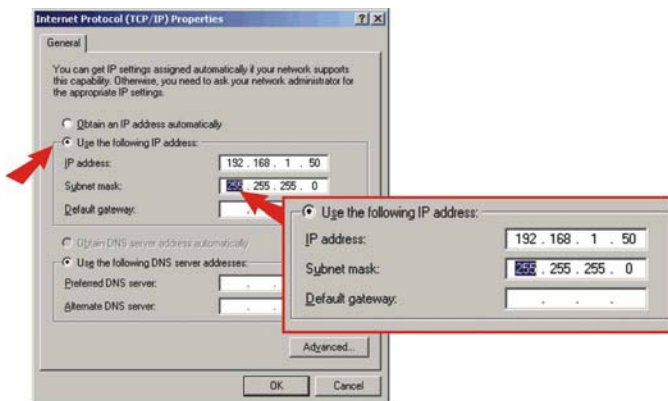 Internet Protocol (TCP/IP) Properties
General
You can get IP settings assigned automatically if your network supports
this capability. Otherwise, you need to ask your network administrator for
the appropriate IP settings.
Obtain an IP address automatically
Use the following IP address:
IP address: 192 . 168 . 1 . 50
Subnet mask: 255 . 255 . 255 . 0
Default gateway: . . .
Obtain DNS server address automatically
Use the following DNS server addresses:
Preferred DNS server: . .
Alternate DNS server: . .
Advanced...
OK Cancel
Use the following IP address:
IP address: 192 . 168 . 1 . 50
Subnet mask: 255 . 255 . 255 . 0
Default gateway: . . .